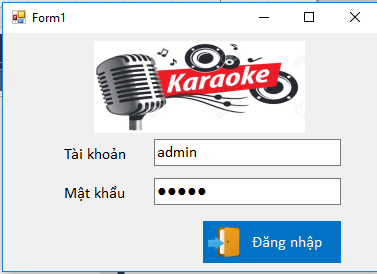 Form1
Karaoke
Tài khoản admin
Mật khẩu ●●●●●
Đăng nhập